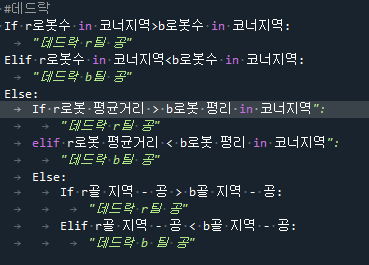 #데드락
If r로봇수 in 코너지역>b로봇수 in 코너지역:
"데드락 r팀 공"
Elif r로봇수 in 코너지역<b로봇수 in 코너지역:
"데드락 b팀 공"
Else:
If r로봇 평균거리 > b로봇 평리 in 코너지역":
"데드락 r팀 공"
elif r로봇 평균거리 < b로봇 평리 in 코너지역":
"데드락 b팀 공"
Else:
If r골 지역 - 공 > b골 지역 - 공:
"데드락 r팀 공"
Elif r골 지역 - 공 < b골 지역 - 공:
"데드락 b 팀 공"